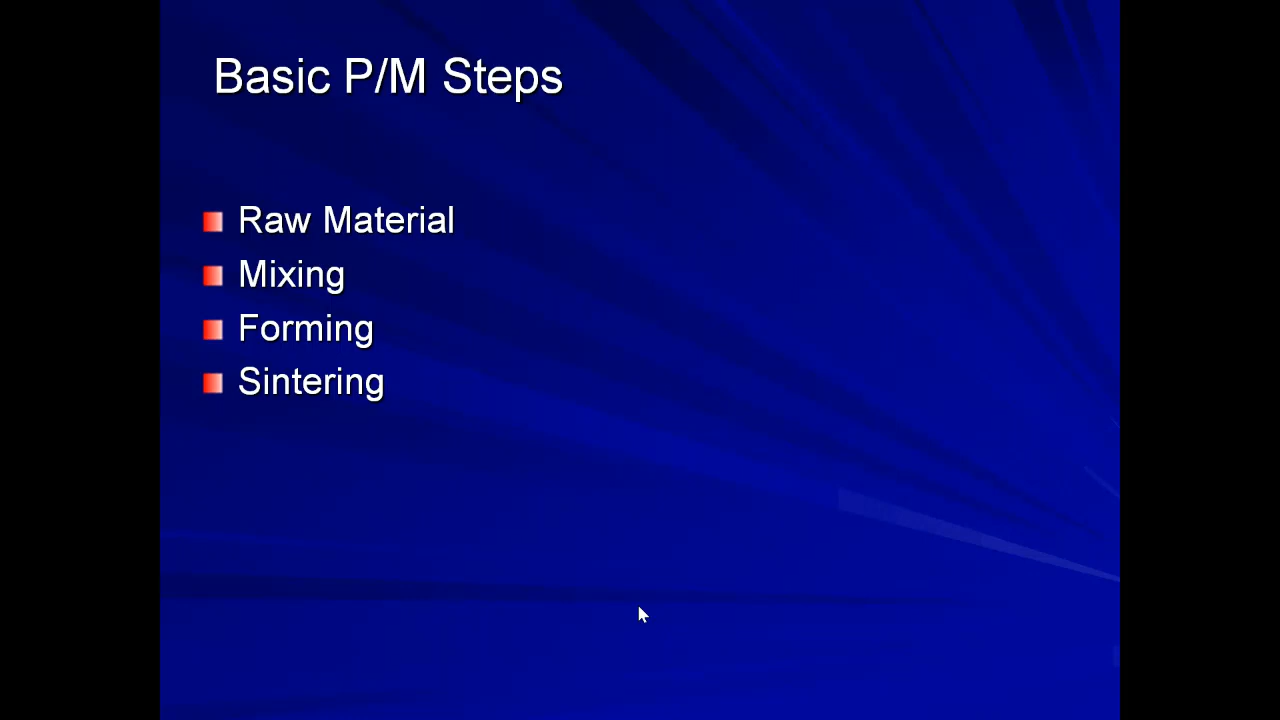 Basic P/M Steps
Raw Material
Mixing
Forming
Sintering